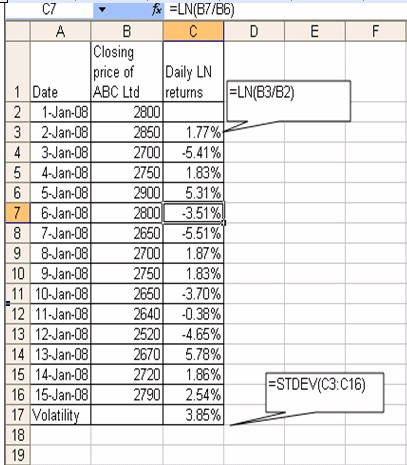 C7 fx =LN(B7/B6)
A B C D E F
Closing
price of Daily LN
1 Date ABC Ltd returns =LN(B3/B2)
2 1-Jan-08 2800
3 2-Jan-08 2850 1.77%
4 3-Jan-08 2700 -5.41%
5 4-Jan-08 2750 1.83%
6 5-Jan-08 2900 5.31%
7 6-Jan-08 2800 -3.51%
8 7-Jan-08 2650 -5.51%
9 8-Jan-08 2700 1.87%
10 9-Jan-08 2750 1.83%
11 10-Jan-08 2650 -3.70%
12 11-Jan-08 2640 -0.38%
13 12-Jan-08 2520 -4.65%
14 13-Jan-08 2670 5.78%
15 14-Jan-08 2720 1.86% =STDEV(C3:C16)
16 15-Jan-08 2790 2.54%
17 Volatility 3.85%
18
19